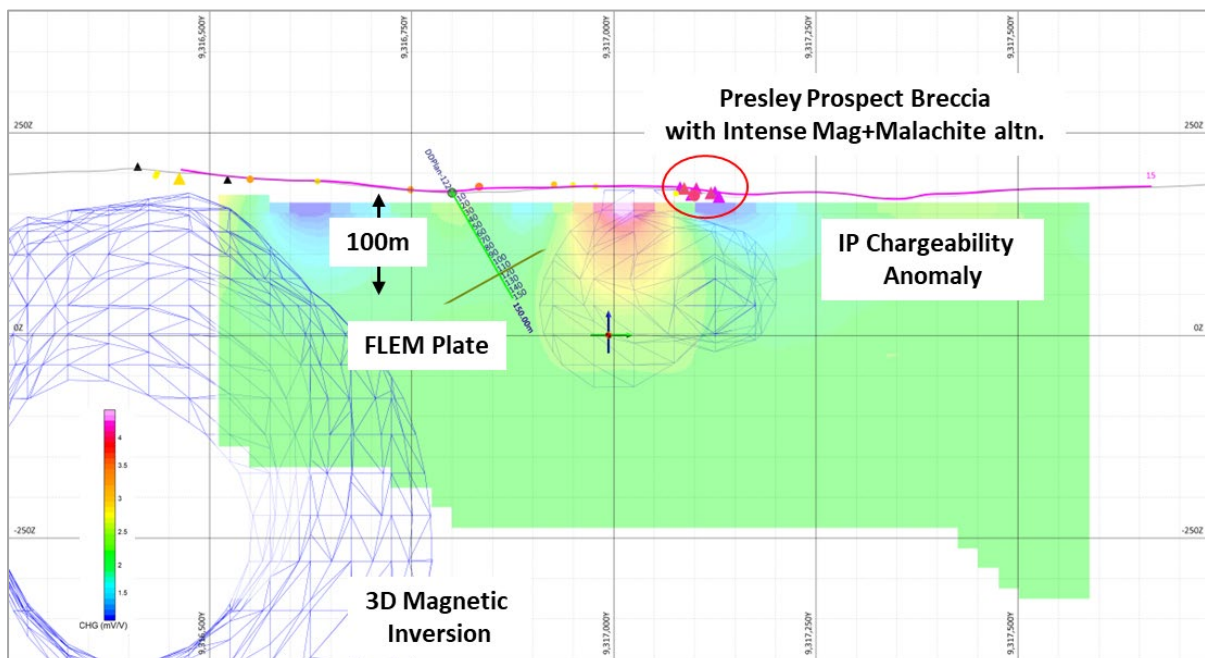 9,316,500Y
9,316,750Y
9,317,000Y
9,317,250Y
9,317,500Y
Presley Prospect Breccia
with Intense Mag+Malachite altn.
250Z
250Z
15
100m
IP Chargeability
Anomaly
150.00m
0Z
0Z
FLEM Plate
4
3.5
3
2.5
2
1.5
CHG (mV/V)
-250Z
-250Z
3D Magnetic
Inversion
9,316,500Y
9,317,000Y
9,317,250Y
9,317,500Y